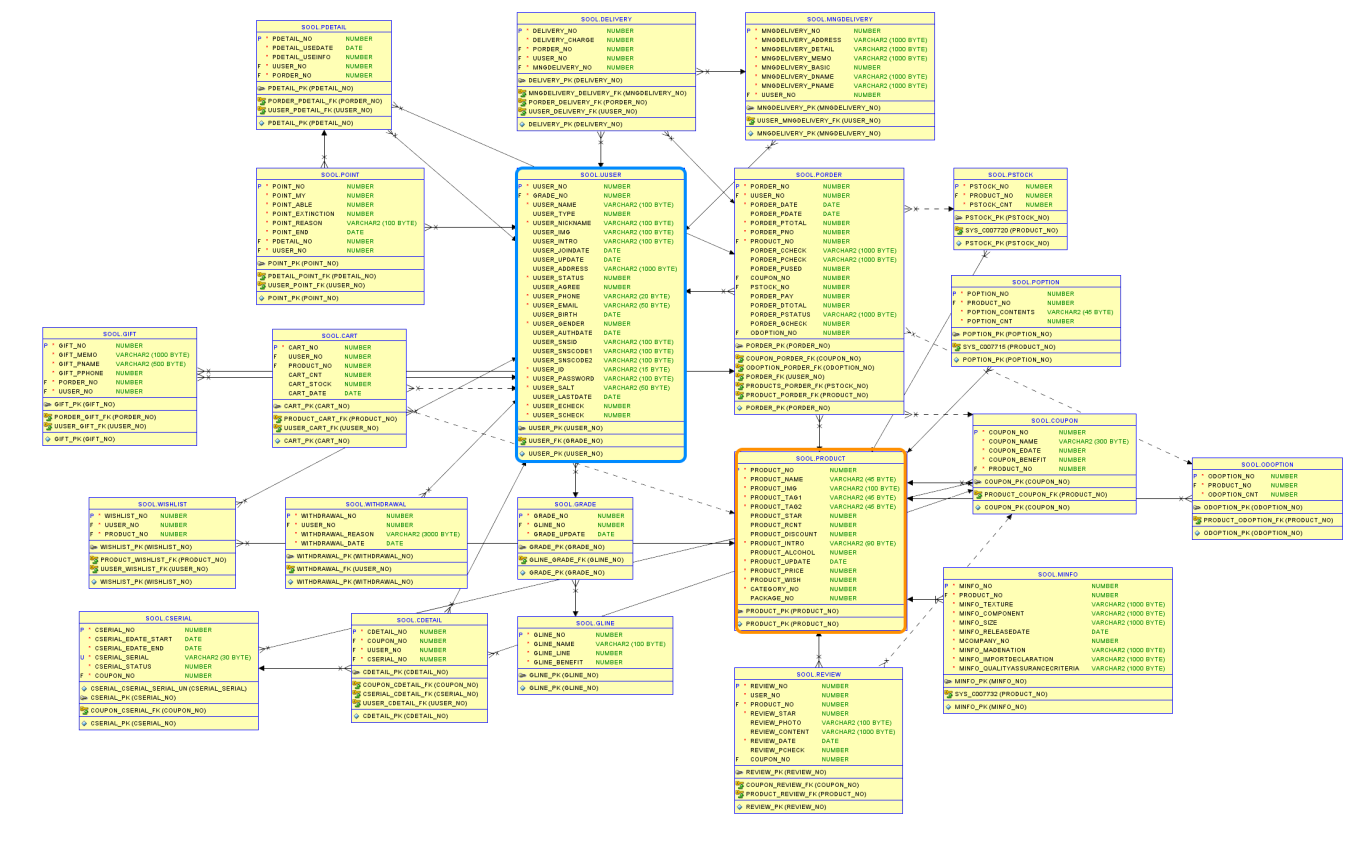 SOOL.PDETAIL
P * PDETAIL_NO NUMBER
* PDETAIL_USEDATE DATE
* PDETAIL_USEINFO NUMBER
F * UUSER_NO NUMBER
F * PORDER_NO NUMBER
PDETAIL_PK (PDETAIL_NO)
PORDER_PDETAIL_FK (PORDER_NO)
UUSER_PDETAIL_FK (UUSER_NO)
PDETAIL_PK (PDETAIL_NO)
SOOL.DELIVERY
P * DELIVERY_NO NUMBER
* DELIVERY_CHARGE NUMBER
F * PORDER_NO NUMBER
F * UUSER_NO NUMBER
F * MNGDELIVERY_NO NUMBER
DELIVERY_PK (DELIVERY_NO)
MNGDELIVERY_DELIVERY_FK (MNGDELIVERY_NO)
PORDER_DELIVERY_FK (PORDER_NO)
UUSER_DELIVERY_FK (UUSER_NO)
DELIVERY_PK (DELIVERY_NO)
SOOL.MNGDELIVERY
P * MNGDELIVERY_NO NUMBER
* MNGDELIVERY_ADDRESS VARCHAR2 (1000 BYTE)
* MNGDELIVERY_DETAIL VARCHAR2 (1000 BYTE)
* MNGDELIVERY_MEMO VARCHAR2 (1000 BYTE)
* MNGDELIVERY_BASIC NUMBER
* MNGDELIVERY_DNAME VARCHAR2 (1000 BYTE)
* MNGDELIVERY_PNAME VARCHAR2 (1000 BYTE)
F * UUSER_NO NUMBER
MNGDELIVERY_PK (MNGDELIVERY_NO)
UUSER_MNGDELIVERY_FK (UUSER_NO)
MNGDELIVERY_PK (MNGDELIVERY_NO)
SOOL.POINT
P * POINT_NO NUMBER
* POINT_MY NUMBER
* POINT_ABLE NUMBER
* POINT_EXTINCTION NUMBER
* POINT_REASON VARCHAR2 (100 BYTE)
* POINT_END DATE
F * PDETAIL_NO NUMBER
F * UUSER_NO NUMBER
POINT_PK (POINT_NO)
PDETAIL_POINT_FK (PDETAIL_NO)
UUSER_POINT_FK (UUSER_NO)
POINT_PK (POINT_NO)
SOOL.UUSER
P * UUSER_NO NUMBER
F * GRADE_NO NUMBER
* UUSER_NAME VARCHAR2 (100 BYTE)
UUSER_TYPE NUMBER
* UUSER_NICKNAME VARCHAR2 (100 BYTE)
* UUSER_IMG VARCHAR2 (100 BYTE)
* UUSER_INTRO VARCHAR2 (100 BYTE)
UUSER_JOINDATE DATE
UUSER_UPDATE DATE
UUSER_ADDRESS VARCHAR2 (1000 BYTE)
* UUSER_STATUS NUMBER
UUSER_AGREE NUMBER
* UUSER_PHONE VARCHAR2 (20 BYTE)
* UUSER_EMAIL VARCHAR2 (50 BYTE)
UUSER_BIRTH DATE
* UUSER_GENDER NUMBER
UUSER_AUTHDATE DATE
UUSER_SNSID VARCHAR2 (100 BYTE)
UUSER_SNSCODE1 VARCHAR2 (100 BYTE)
UUSER_SNSCODE2 VARCHAR2 (100 BYTE)
* UUSER_ID VARCHAR2 (15 BYTE)
* UUSER_PASSWORD VARCHAR2 (100 BYTE)
* UUSER_SALT VARCHAR2 (50 BYTE)
UUSER_LASTDATE DATE
* UUSER_ECHECK NUMBER
* UUSER_SCHECK NUMBER
UUSER_PK (UUSER_NO)
UUSER_FK (GRADE_NO)
UUSER_PK (UUSER_NO)
SOOL.PORDER
P * PORDER_NO NUMBER
F * UUSER_NO NUMBER
* PORDER_DATE DATE
PORDER_PDATE DATE
* PORDER_PTOTAL NUMBER
* PORDER_PNO NUMBER
F * PRODUCT_NO NUMBER
PORDER_CCHECK VARCHAR2 (1000 BYTE)
PORDER_PCHECK VARCHAR2 (1000 BYTE)
PORDER_PUSED NUMBER
F COUPON_NO NUMBER
F PSTOCK_NO NUMBER
PORDER_PAY NUMBER
PORDER_DTOTAL NUMBER
PORDER_PSTATUS VARCHAR2 (1000 BYTE)
PORDER_GCHECK NUMBER
F ODOPTION_NO NUMBER
PORDER_PK (PORDER_NO)
COUPON_PORDER_FK (COUPON_NO)
ODOPTION_PORDER_FK (ODOPTION_NO)
PORDER_FK (UUSER_NO)
PRODUCTS_PORDER_FK (PSTOCK_NO)
PRODUCT_PORDER_FK (PRODUCT_NO)
PORDER_PK (PORDER_NO)
SOOL.PSTOCK
P * PSTOCK_NO NUMBER
F * PRODUCT_NO NUMBER
* PSTOCK_CNT NUMBER
PSTOCK_PK (PSTOCK_NO)
SYS_C007720 (PRODUCT_NO)
PSTOCK_PK (PSTOCK_NO)
SOOL.POPTION
P * POPTION_NO NUMBER
F * PRODUCT_NO NUMBER
* POPTION_CONTENTS VARCHAR2 (45 BYTE)
* POPTION_CNT NUMBER
POPTION_PK (POPTION_NO)
SYS_C007715 (PRODUCT_NO)
POPTION_PK (POPTION_NO)
SOOL.GIFT
P * GIFT_NO NUMBER
* GIFT_MEMO VARCHAR2 (1000 BYTE)
* GIFT_PNAME VARCHAR2 (500 BYTE)
* GIFT_PPHONE NUMBER
F * PORDER_NO NUMBER
F * UUSER_NO NUMBER
GIFT_PK (GIFT_NO)
PORDER_GIFT_FK (PORDER_NO)
UUSER_GIFT_FK (UUSER_NO)
GIFT_PK (GIFT_NO)
SOOL.CART
P * CART_NO NUMBER
F UUSER_NO NUMBER
F PRODUCT_NO NUMBER
CART_CNT NUMBER
CART_STOCK NUMBER
CART_DATE DATE
CART_PK (CART_NO)
PRODUCT_CART_FK (PRODUCT_NO)
UUSER_CART_FK (UUSER_NO)
CART_PK (CART_NO)
SOOL.COUPON
P * COUPON_NO NUMBER
* COUPON_NAME VARCHAR2 (300 BYTE)
* COUPON_EDATE NUMBER
* COUPON_BENEFIT NUMBER
F * PRODUCT_NO NUMBER
COUPON_PK (COUPON_NO)
PRODUCT_COUPON_FK (PRODUCT_NO)
COUPON_PK (COUPON_NO)
SOOL.ODOPTION
P * ODOPTION_NO NUMBER
F * PRODUCT_NO NUMBER
* ODOPTION_CNT NUMBER
ODOPTION_PK (ODOPTION_NO)
PRODUCT_ODOPTION_FK (PRODUCT_NO)
ODOPTION_PK (ODOPTION_NO)
SOOL.PRODUCT
* PRODUCT_NO NUMBER
* PRODUCT_NAME VARCHAR2 (45 BYTE)
* PRODUCT_IMG VARCHAR2 (100 BYTE)
* PRODUCT_TAG1 VARCHAR2 (45 BYTE)
* PRODUCT_TAG2 VARCHAR2 (45 BYTE)
PRODUCT_STAR NUMBER
PRODUCT_RCNT NUMBER
PRODUCT_DISCOUNT NUMBER
* PRODUCT_INTRO VARCHAR2 (90 BYTE)
* PRODUCT_ALCOHOL NUMBER
* PRODUCT_UPDATE DATE
* PRODUCT_PRICE NUMBER
* PRODUCT_WISH NUMBER
* CATEGORY_NO NUMBER
PACKAGE_NO NUMBER
PRODUCT_PK (PRODUCT_NO)
PRODUCT_PK (PRODUCT_NO)
SOOL.WISHLIST
P * WISHLIST_NO NUMBER
F * UUSER_NO NUMBER
F * PRODUCT_NO NUMBER
WISHLIST_PK (WISHLIST_NO)
PRODUCT_WISHLIST_FK (PRODUCT_NO)
UUSER_WISHLIST_FK (UUSER_NO)
WISHLIST_PK (WISHLIST_NO)
SOOL.WITHDRAWAL
P * WITHDRAWAL_NO NUMBER
F * UUSER_NO NUMBER
* WITHDRAWAL_REASON VARCHAR2 (3000 BYTE)
* WITHDRAWAL_DATE DATE
WITHDRAWAL_PK (WITHDRAWAL_NO)
WITHDRAWAL_FK (UUSER_NO)
WITHDRAWAL_PK (WITHDRAWAL_NO)
SOOL.GRADE
P * GRADE_NO NUMBER
F * GLINE_NO NUMBER
* GRADE_UPDATE DATE
GRADE_PK (GRADE_NO)
GLINE_GRADE_FK (GLINE_NO)
GRADE_PK (GRADE_NO)
SOOL.MINFO
P * MINFO_NO NUMBER
F * PRODUCT_NO NUMBER
* MINFO_TEXTURE VARCHAR2 (1000 BYTE)
* MINFO_COMPONENT VARCHAR2 (1000 BYTE)
* MINFO_SIZE VARCHAR2 (1000 BYTE)
* MINFO_RELEASEDATE DATE
* MCOMPANY_NO NUMBER
* MINFO_MADENATION VARCHAR2 (1000 BYTE)
* MINFO_IMPORTDECLARATION VARCHAR2 (1000 BYTE)
* MINFO_QUALITYASSURANCECRITERIA VARCHAR2 (1000 BYTE)
MINFO_PK (MINFO_NO)
SYS_C007732 (PRODUCT_NO)
MINFO_PK (MINFO_NO)
SOOL.CSERIAL
P * CSERIAL_NO NUMBER
* CSERIAL_EDATE_START DATE
* CSERIAL_EDATE_END DATE
U * CSERIAL_SERIAL VARCHAR2 (30 BYTE)
* CSERIAL_STATUS NUMBER
F * COUPON_NO NUMBER
CSERIAL_CSERIAL_SERIAL_UN (CSERIAL_SERIAL)
CSERIAL_PK (CSERIAL_NO)
COUPON_CSERIAL_FK (COUPON_NO)
CSERIAL_PK (CSERIAL_NO)
SOOL.CDETAIL
P * CDETAIL_NO NUMBER
F * COUPON_NO NUMBER
F * UUSER_NO NUMBER
F * CSERIAL_NO NUMBER
CDETAIL_PK (CDETAIL_NO)
COUPON_CDETAIL_FK (COUPON_NO)
CSERIAL_CDETAIL_FK (CSERIAL_NO)
UUSER_CDETAIL_FK (UUSER_NO)
CDETAIL_PK (CDETAIL_NO)
SOOL.GLINE
P * GLINE_NO NUMBER
* GLINE_NAME VARCHAR2 (100 BYTE)
* GLINE_LINE NUMBER
* GLINE_BENEFIT NUMBER
GLINE_PK (GLINE_NO)
GLINE_PK (GLINE_NO)
SOOL.REVIEW
P * REVIEW_NO NUMBER
* USER_NO NUMBER
F * PRODUCT_NO NUMBER
* REVIEW_STAR NUMBER
REVIEW_PHOTO VARCHAR2 (100 BYTE)
REVIEW_CONTENT VARCHAR2 (1000 BYTE)
* REVIEW_DATE DATE
REVIEW_PCHECK NUMBER
F COUPON_NO NUMBER
REVIEW_PK (REVIEW_NO)
COUPON_REVIEW_FK (COUPON_NO)
PRODUCT_REVIEW_FK (PRODUCT_NO)
REVIEW_PK (REVIEW_NO)